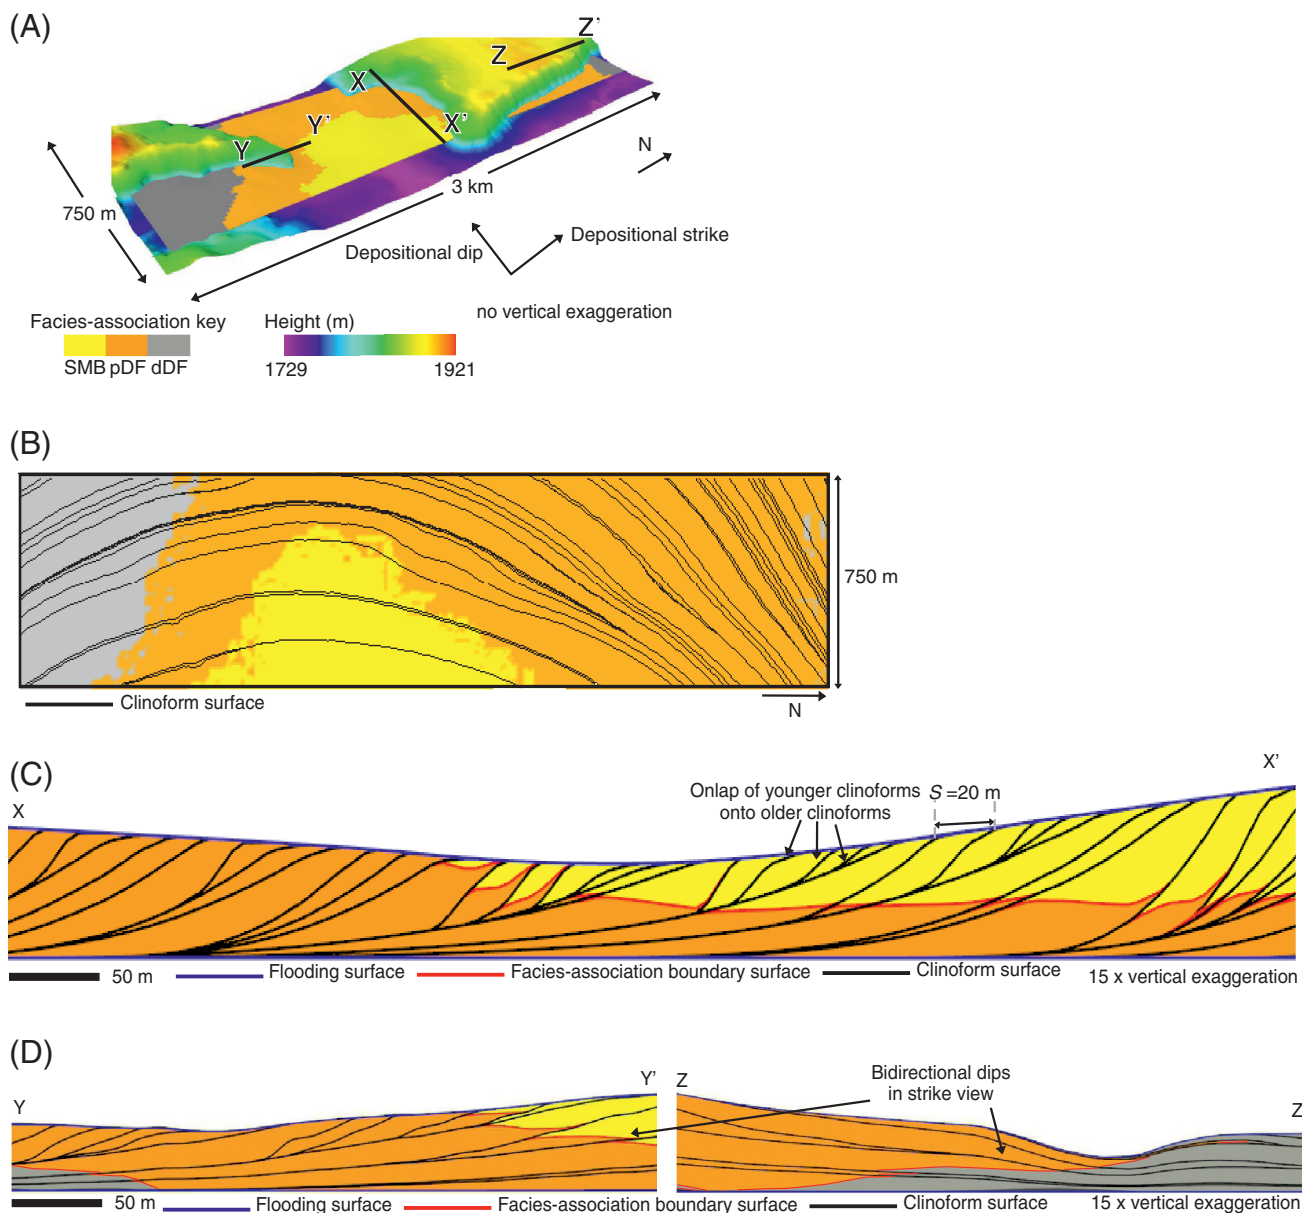 (A)
Z'
Z
X
X'
Y'
Y
N
3 km
750 m
Depositional strike
Depositional dip
no vertical exaggeration
Facies-association key
SMB pDF dDF
Height (m)
1729 1921
(B)
750 m
Clinoform surface
N
(C)
X
X'
Onlap of younger clinoforms
onto older clinoforms
S =20 m
50 m
Flooding surface
Facies-association boundary surface
Clinoform surface
15 x vertical exaggeration
(D)
Y
Y'
Z
Z
Bidirectional dips
in strike view
50 m
Flooding surface
Facies-association boundary surface
Clinoform surface
15 x vertical exaggeration